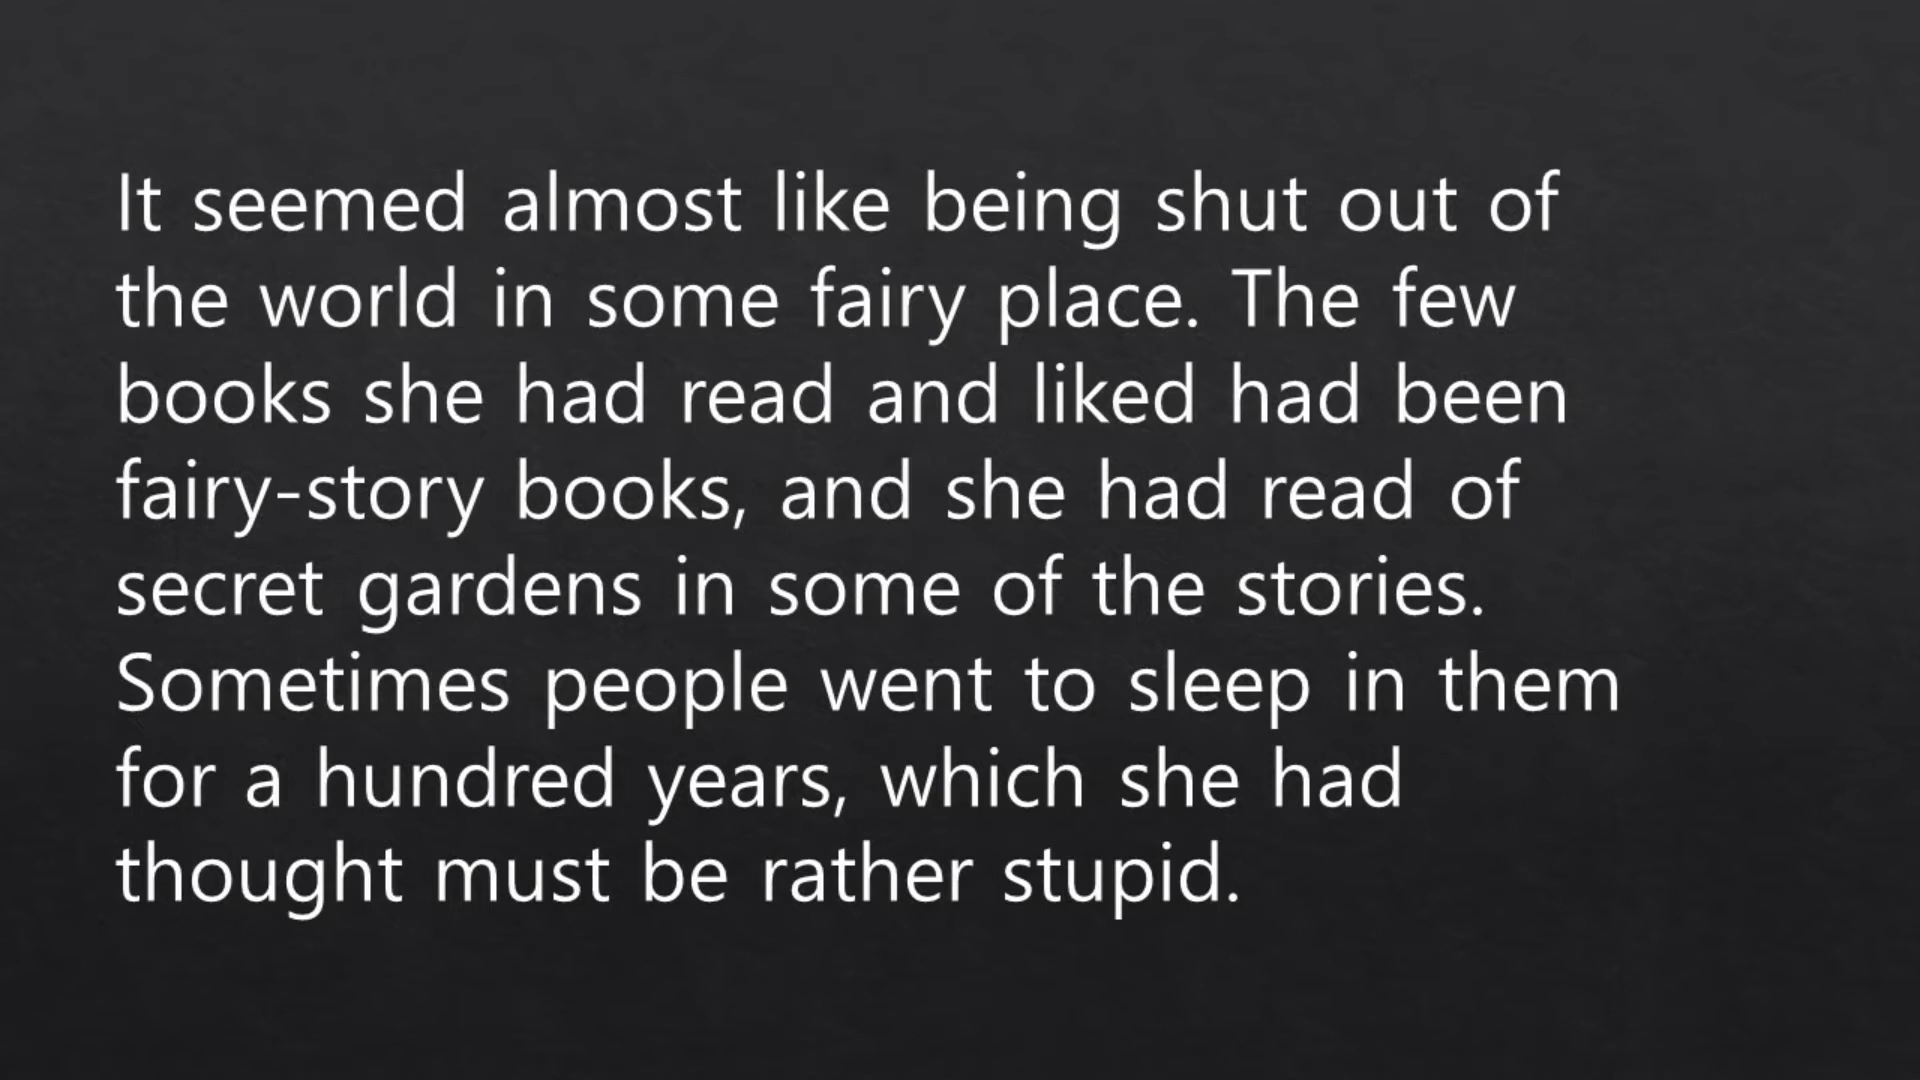 It seemed almost like being shut out of
the world in some fairy place. The few
books she had read and liked had been
fairy-story books, and she had read of
secret gardens in some of the stories.
Sometimes people went to sleep in them
for a hundred years, which she had
thought must be rather stupid.